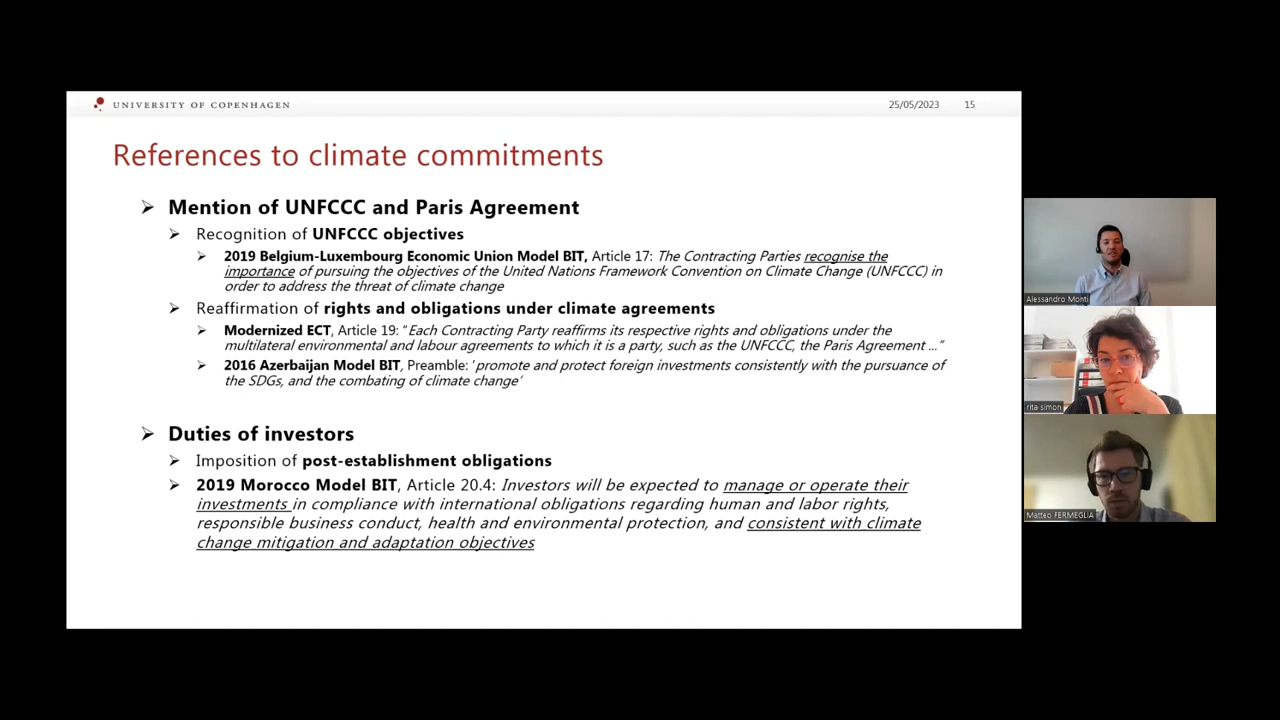 UNIVERSITY OF COPENHAGEN
25/05/2023 15
References to climate commitments
➢ Mention of UNFCCC and Paris Agreement
➢ Recognition of UNFCCC objectives
➢ 2019 Belgium-Luxembourg Economic Union Model BIT, Article 17: The Contracting Parties recognise the
importance of pursuing the objectives of the United Nations Framework Convention on Climate Change (UNFCCC) in
order to address the threat of climate change
➢ Reaffirmation of rights and obligations under climate agreements
➢ Modernized ECT, Article 19: "Each Contracting Party reaffirms its respective rights and obligations under the
multilateral environmental and labour agreements to which it is a party, such as the UNFCCC, the Paris Agreement ..."
➢ 2016 Azerbaijan Model BIT, Preamble: 'promote and protect foreign investments consistently with the pursuance of
the SDGs, and the combating of climate change'
➢ Duties of investors
➢ Imposition of post-establishment obligations
➢ 2019 Morocco Model BIT, Article 20.4: Investors will be expected to manage or operate their
investments in compliance with international obligations regarding human and labor rights,
responsible business conduct, health and environmental protection, and consistent with climate
change mitigation and adaptation objectives
Alessandro Monti
rita simon
Matteo FERMEGLIA